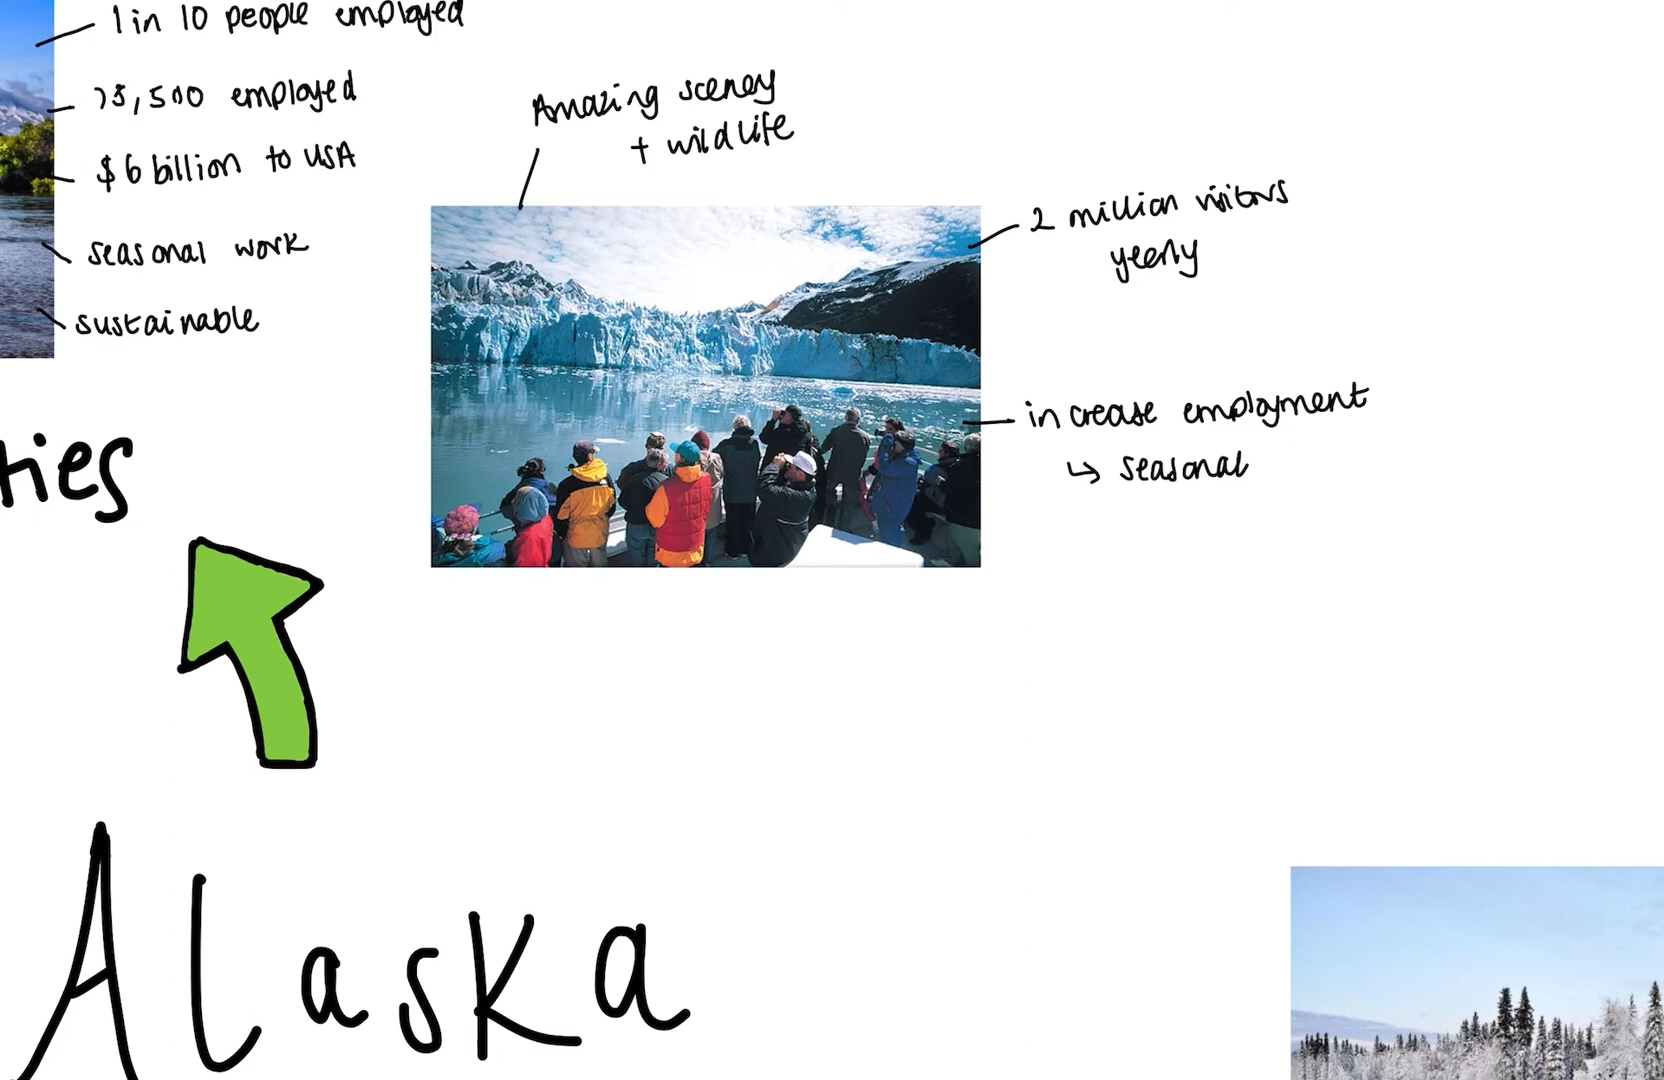 1 in 10 people employed
75,500 employed
$6 billion to USA
seasonal work
sustainable
Amazing scenery
+ wildlife
2 million visitors
yeerly
increase employment
↳ seasonal
ties
Alaska